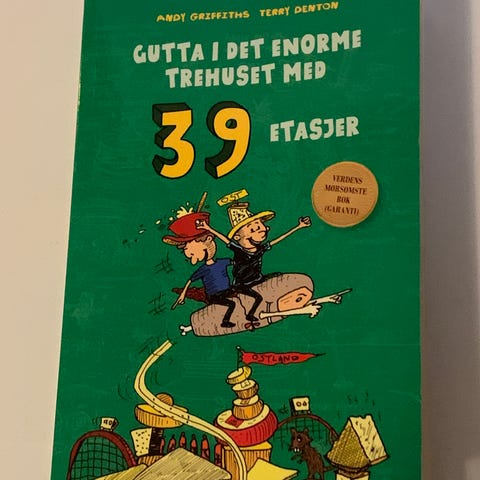 ANDY GRIFFITHS TERRY DENTON
GUTTA I DET ENORME
TREHUSET MED
39 ETASJER
VERDENS
MORSOMSTE
BOK
(GARANTI)
OST
OSTLAND